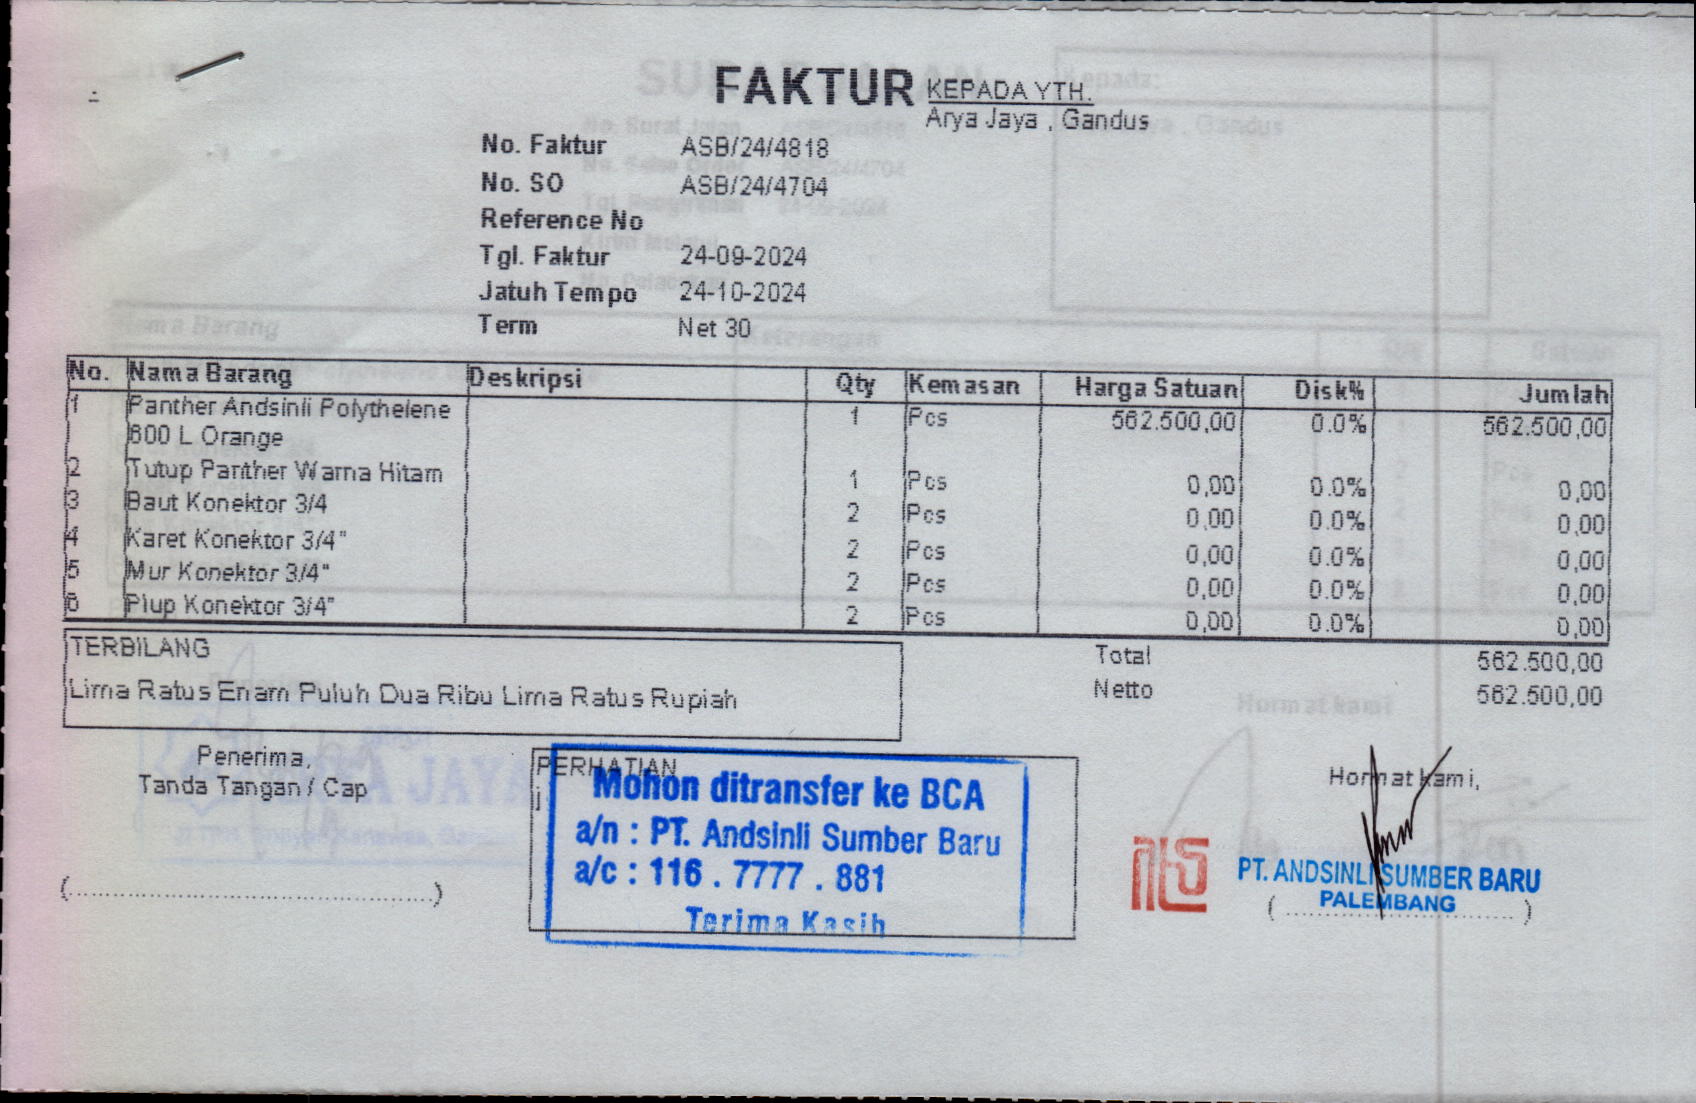 FAKTUR
KEPADA YTH.
Arya Jaya , Gandus
No. Faktur ASB/24/4818
No. SO ASB/24/4704
Reference No
Tgl. Faktur 24-09-2024
Jatuh Tempo 24-10-2024
Term Net 30
No. Nama Barang Deskripsi Qty Kemasan Harga Satuan Disk% Jumlah
1 Panther Andsinli Polythelene 1 Pcs 562.500,00 0.0% 562.500,00
600 L Orange
2 Tutup Panther Warna Hitam 1 Pcs 0,00 0.0% 0,00
3 Baut Konektor 3/4 2 Pcs 0,00 0.0% 0,00
4 Karet Konektor 3/4" 2 Pcs 0,00 0.0% 0,00
5 Mur Konektor 3/4" 2 Pcs 0,00 0.0% 0,00
6 Plup Konektor 3/4" 2 Pcs 0,00 0.0% 0,00
TERBILANG
Lima Ratus Enam Puluh Dua Ribu Lima Ratus Rupiah
Total 562.500,00
Netto 562.500,00
Penerima,
Tanda Tangan / Cap
(.................................................)
PERHATIAN
Mohon ditransfer ke BCA
a/n : PT. Andsinli Sumber Baru
a/c : 116 . 7777 . 881
Terima Kasih
Hormat kami,
PT. ANDSINLI SUMBER BARU
PALEMBANG
(................................)